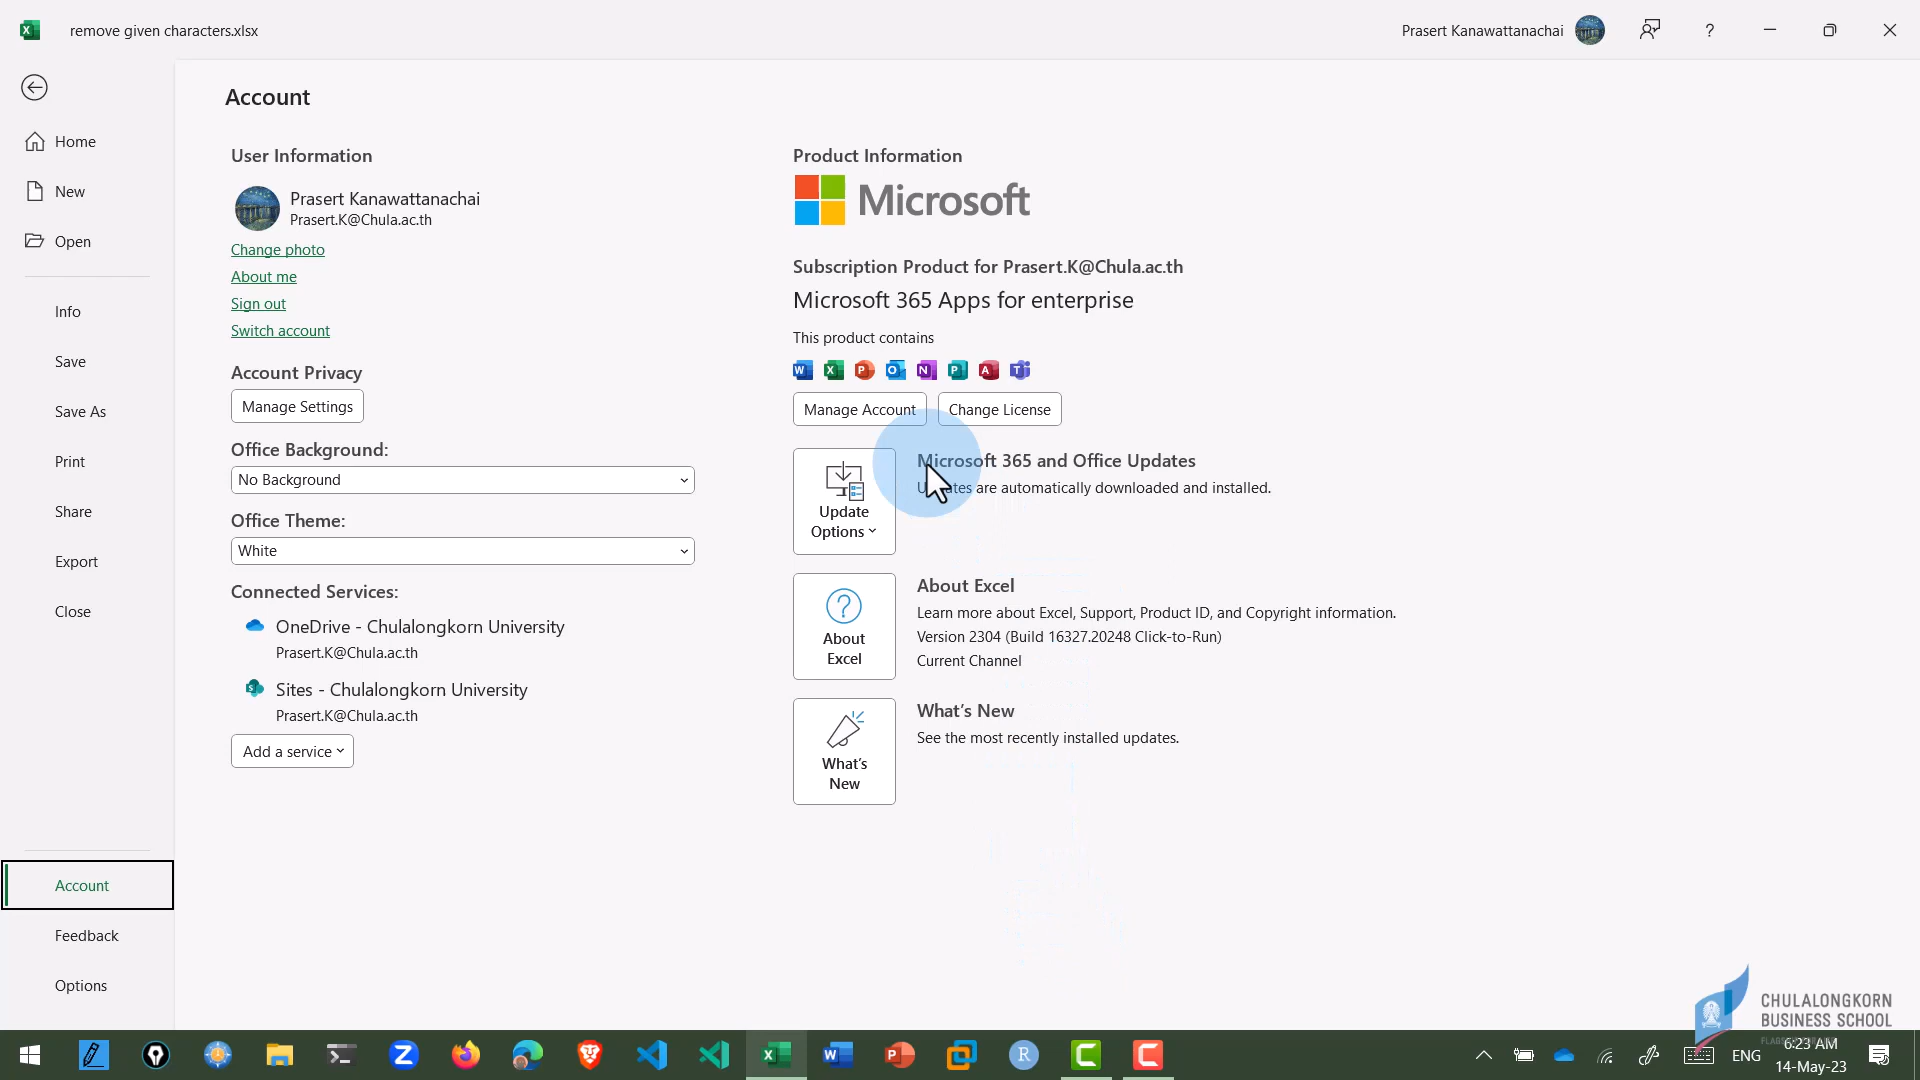 remove given characters.xlsx
Prasert Kanawattanachai
?
Home
New
Open
Info
Save
Save As
Print
Share
Export
Close
Account
Feedback
Options
Account
User Information
Prasert Kanawattanachai
Prasert.K@Chula.ac.th
Change photo
About me
Sign out
Switch account
Account Privacy
Manage Settings
Office Background:
No Background
Office Theme:
White
Connected Services:
OneDrive - Chulalongkorn University
Prasert.K@Chula.ac.th
Sites - Chulalongkorn University
Prasert.K@Chula.ac.th
Add a service
Product Information
Microsoft
Subscription Product for Prasert.K@Chula.ac.th
Microsoft 365 Apps for enterprise
This product contains
Manage Account
Change License
Update
Options
Microsoft 365 and Office Updates
Updates are automatically downloaded and installed.
About
Excel
About Excel
Learn more about Excel, Support, Product ID, and Copyright information.
Version 2304 (Build 16327.20248 Click-to-Run)
Current Channel
What's
New
What's New
See the most recently installed updates.
CHULALONGKORN
BUSINESS SCHOOL
ENG
6:23 AM
14-May-23